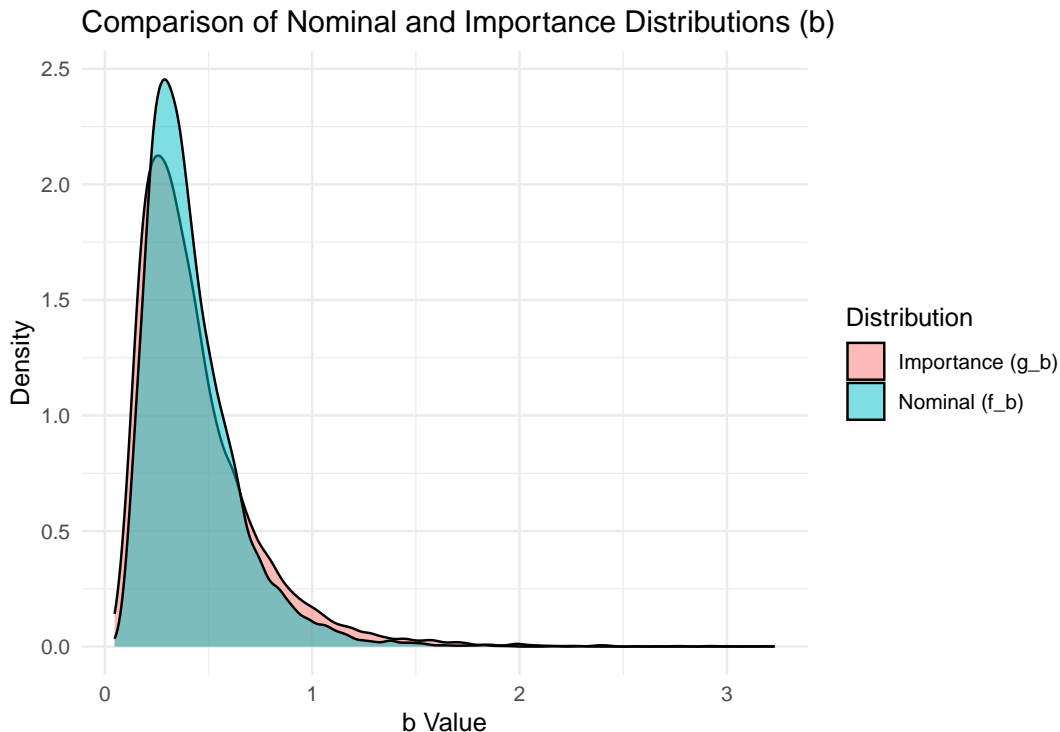 Comparison of Nominal and Importance Distributions (b)
2.5
2.0
1.5
1.0
0.5
0.0
Density
0 1 2 3
b Value
Distribution
Importance (g_b)
Nominal (f_b)